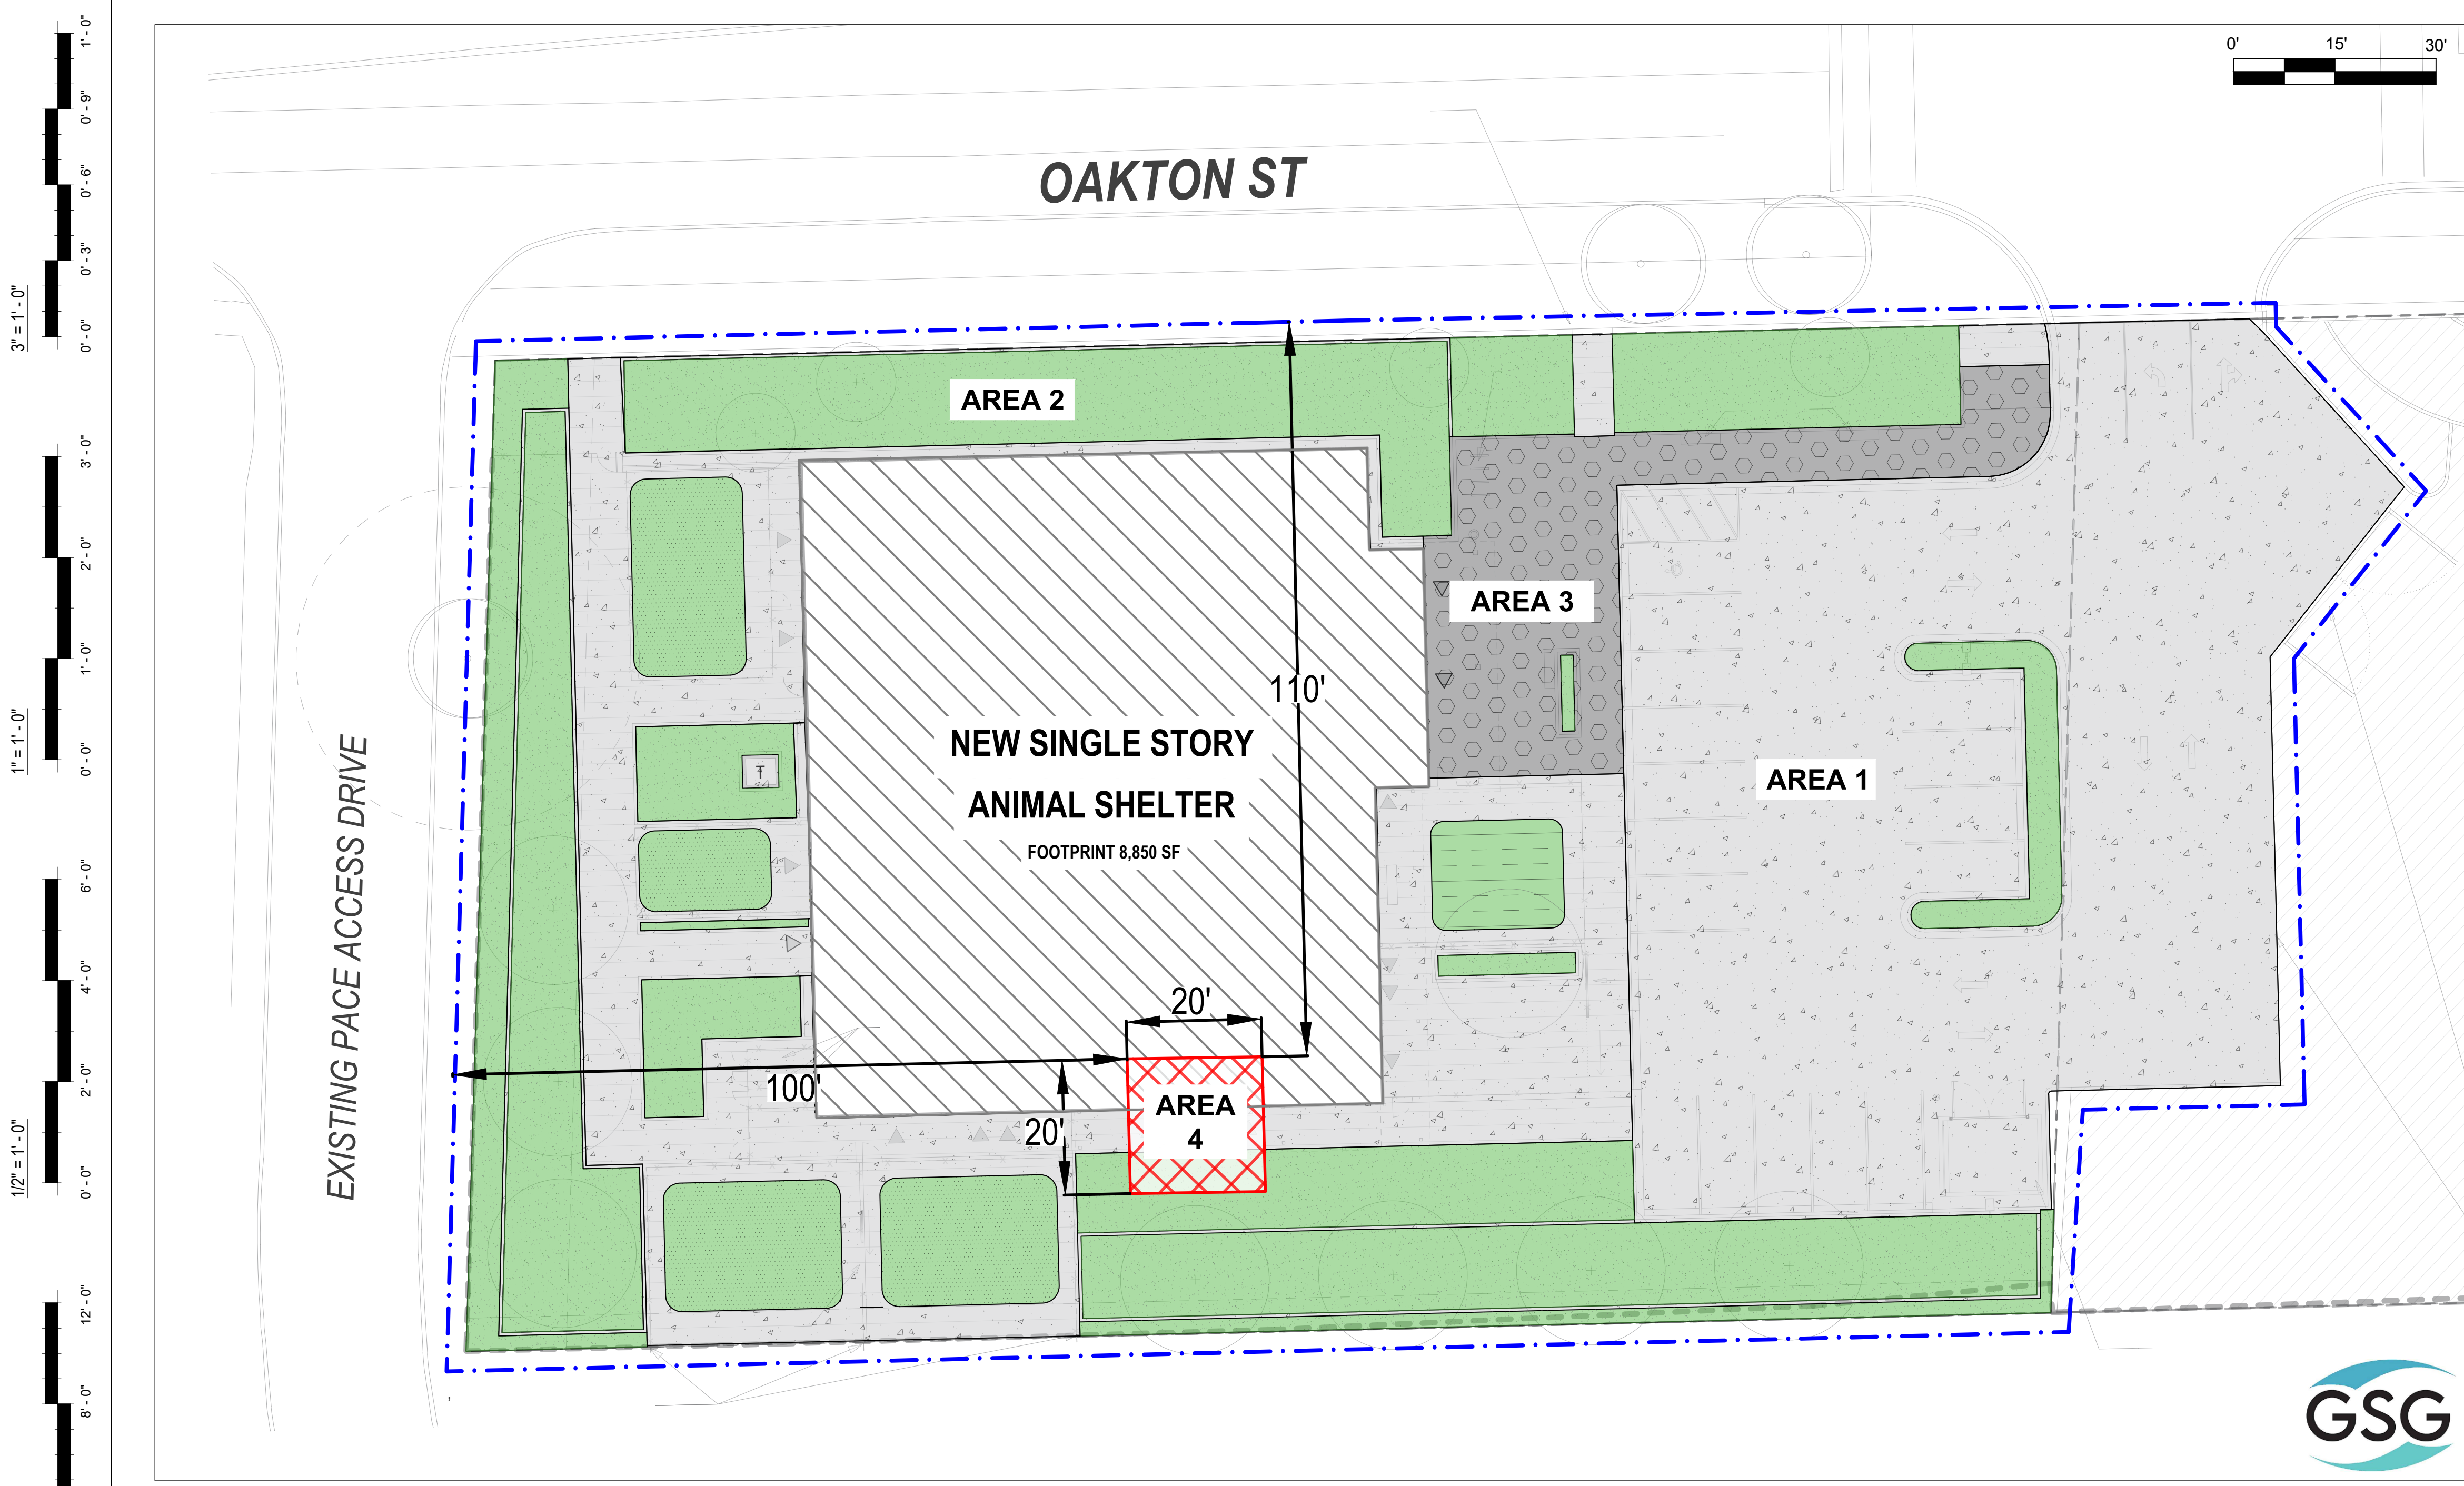 0' 15' 30'
OAKTON ST
AREA 2
AREA 3
110'
NEW SINGLE STORY
ANIMAL SHELTER
FOOTPRINT 8,850 SF
T
AREA 1
EXISTING PACE ACCESS DRIVE
20'
100'
20'
AREA
4
GSG
3" = 1' - 0"
0' - 0"
0' - 3"
0' - 6"
0' - 9"
1' - 0"
1" = 1' - 0"
0' - 0"
1' - 0"
2' - 0"
3' - 0"
1/2" = 1' - 0"
0' - 0"
2' - 0"
4' - 0"
6' - 0"
8' - 0"
12' - 0"